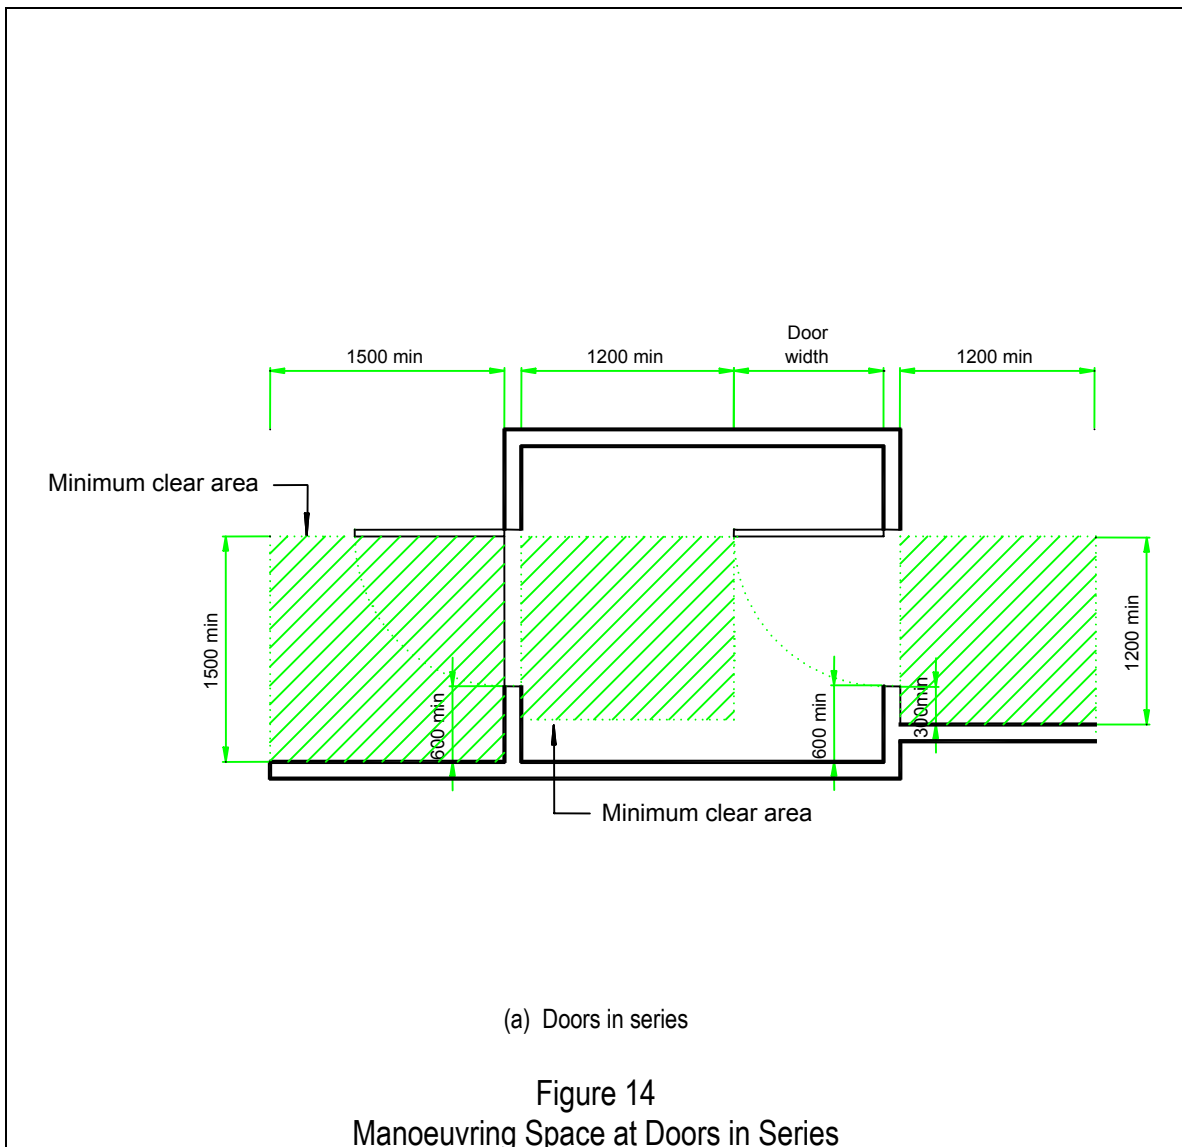 Door
1500 min
1200 min
width
1200 min
Minimum clear area
1500 min
600 min
600 min
300min
1200 min
Minimum clear area
(a) Doors in series
Figure 14
Manoeuvring Space at Doors in Series